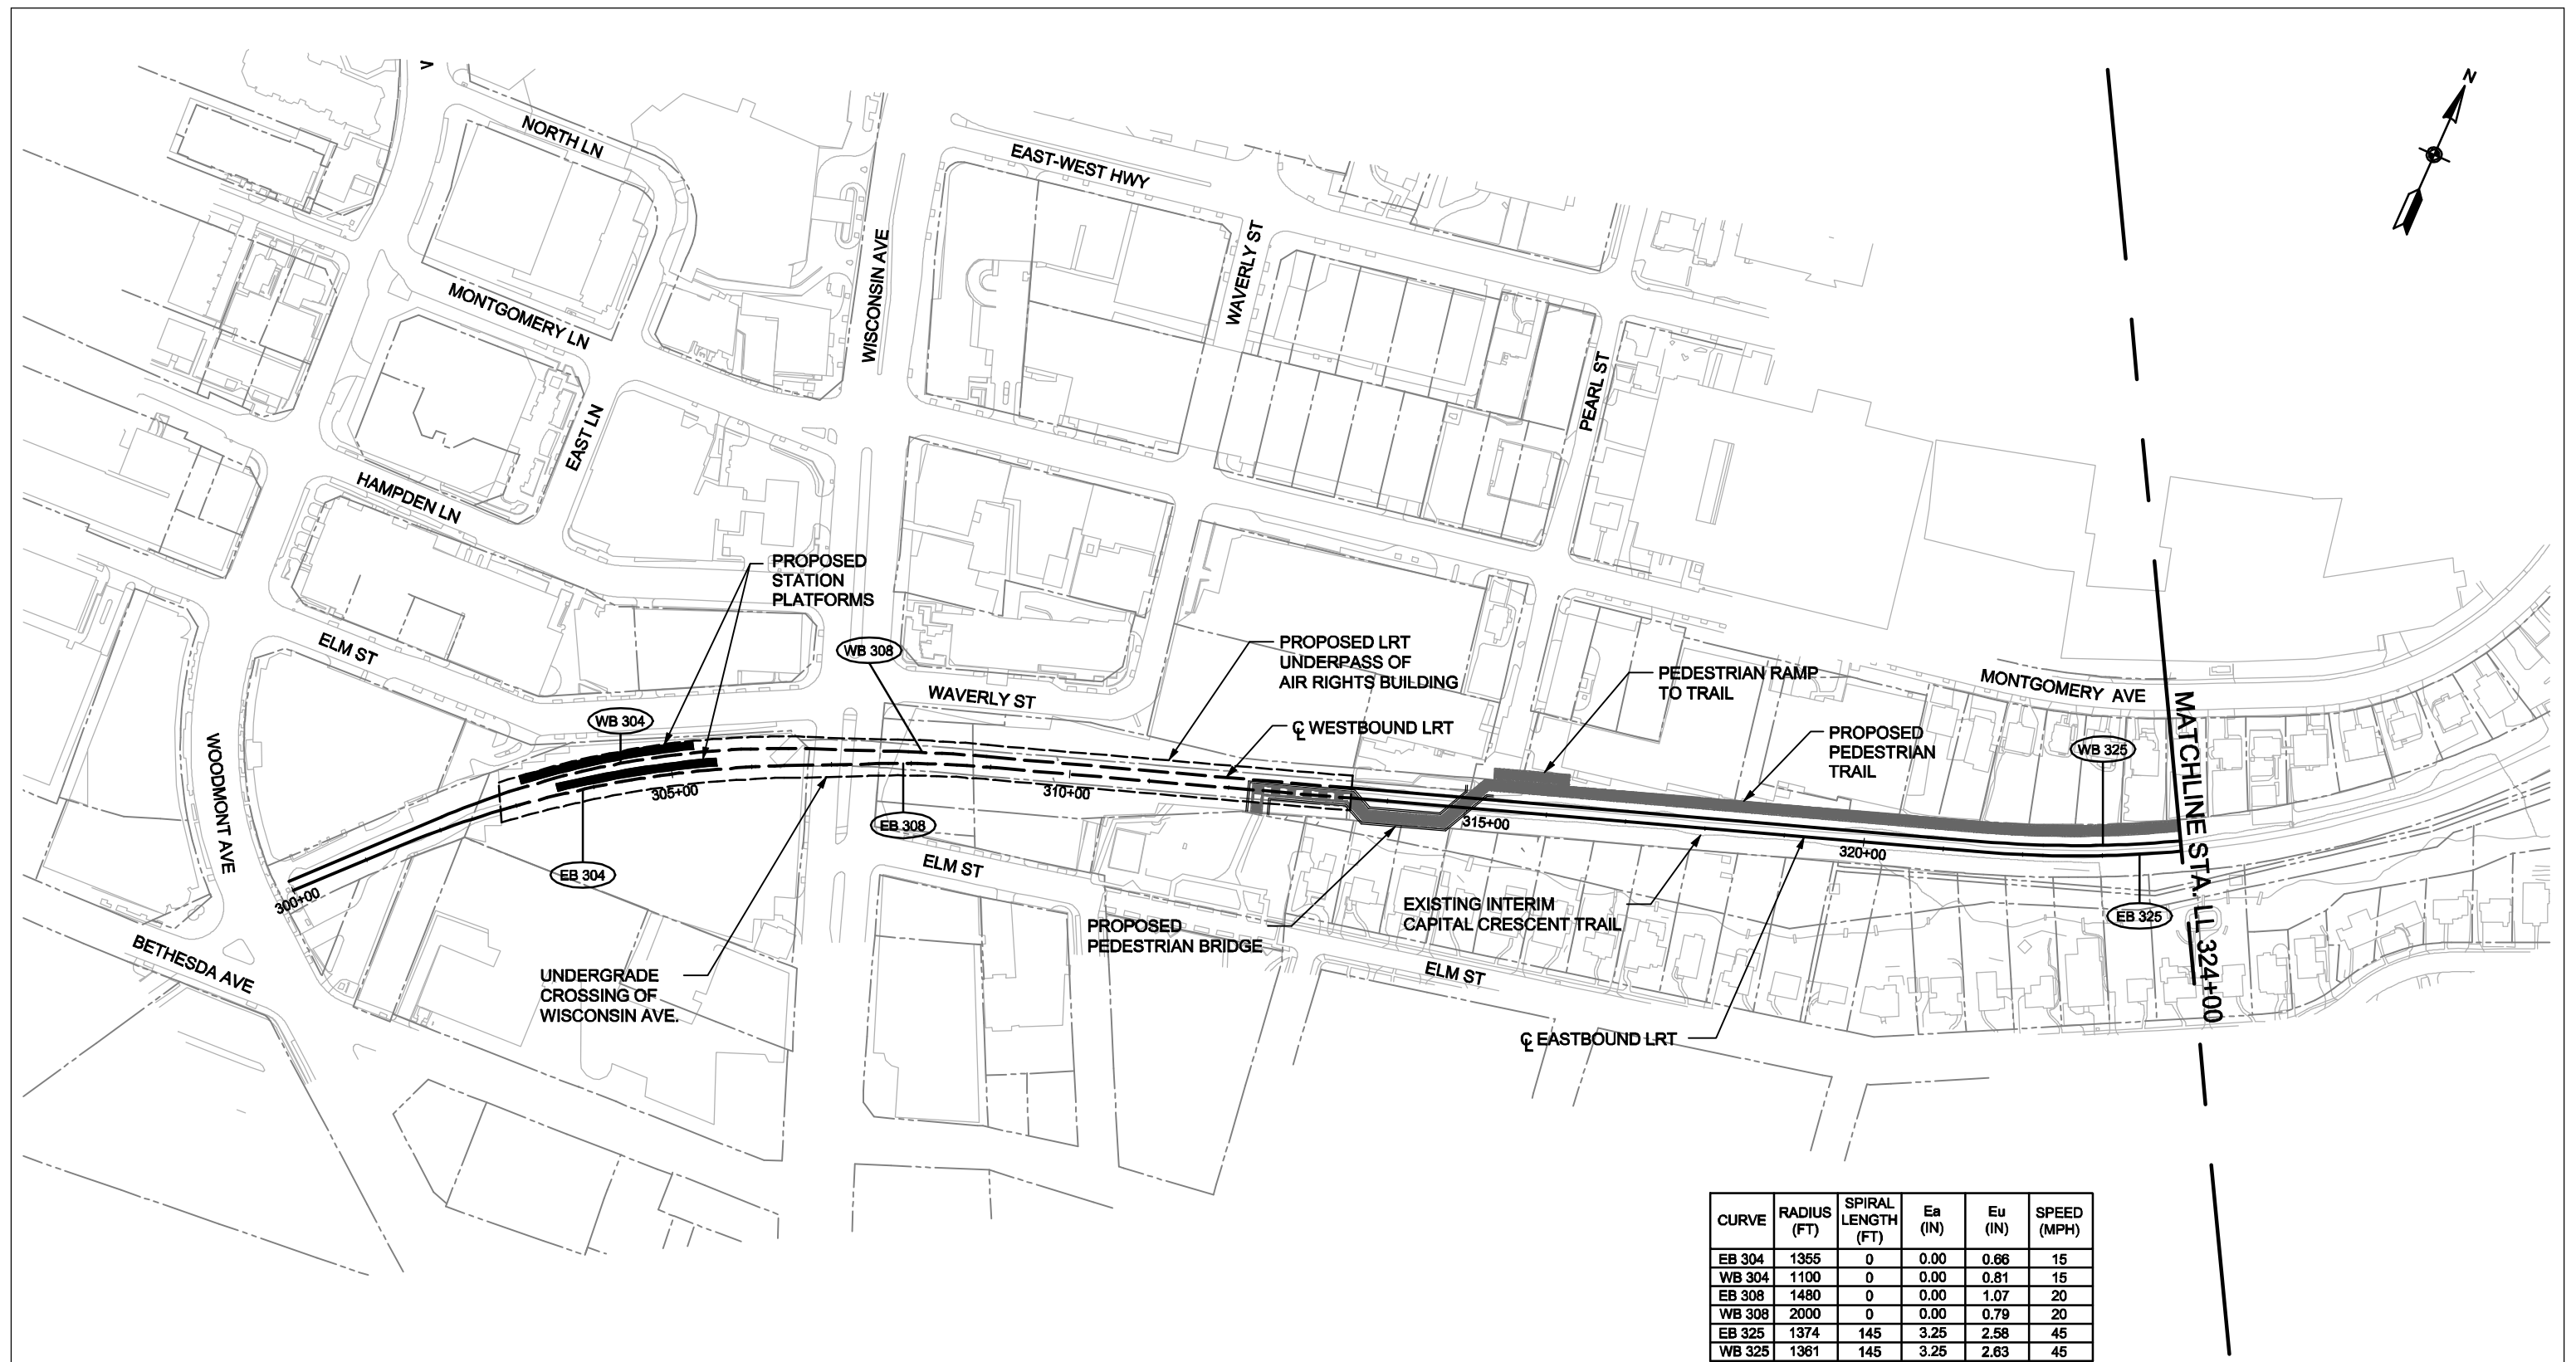 N
NORTH LN
EAST-WEST HWY
WISCONSIN AVE
WAVERLY ST
MONTGOMERY LN
PEARL ST
EAST LN
HAMPDEN LN
PROPOSED
STATION
PLATFORMS
ELM ST
WB 308
PROPOSED LRT
UNDERPASS OF
AIR RIGHTS BUILDING
PEDESTRIAN RAMP
TO TRAIL
MONTGOMERY AVE
WAVERLY ST
WB 304
℄ WESTBOUND LRT
PROPOSED
PEDESTRIAN
TRAIL
WB 325
MATCHLINE STA. LL 324+00
WOODMONT AVE
305+00
310+00
315+00
320+00
300+00
EB 308
EB 304
ELM ST
EB 325
EXISTING INTERIM
CAPITAL CRESCENT TRAIL
PROPOSED
PEDESTRIAN BRIDGE
BETHESDA AVE
UNDERGRADE
CROSSING OF
WISCONSIN AVE.
ELM ST
℄ EASTBOUND LRT
CURVE RADIUS (FT) SPIRAL LENGTH (FT) Ea (IN) Eu (IN) SPEED (MPH)
EB 304 1355 0 0.00 0.66 15
WB 304 1100 0 0.00 0.81 15
EB 308 1480 0 0.00 1.07 20
WB 308 2000 0 0.00 0.79 20
EB 325 1374 145 3.25 2.58 45
WB 325 1361 145 3.25 2.63 45